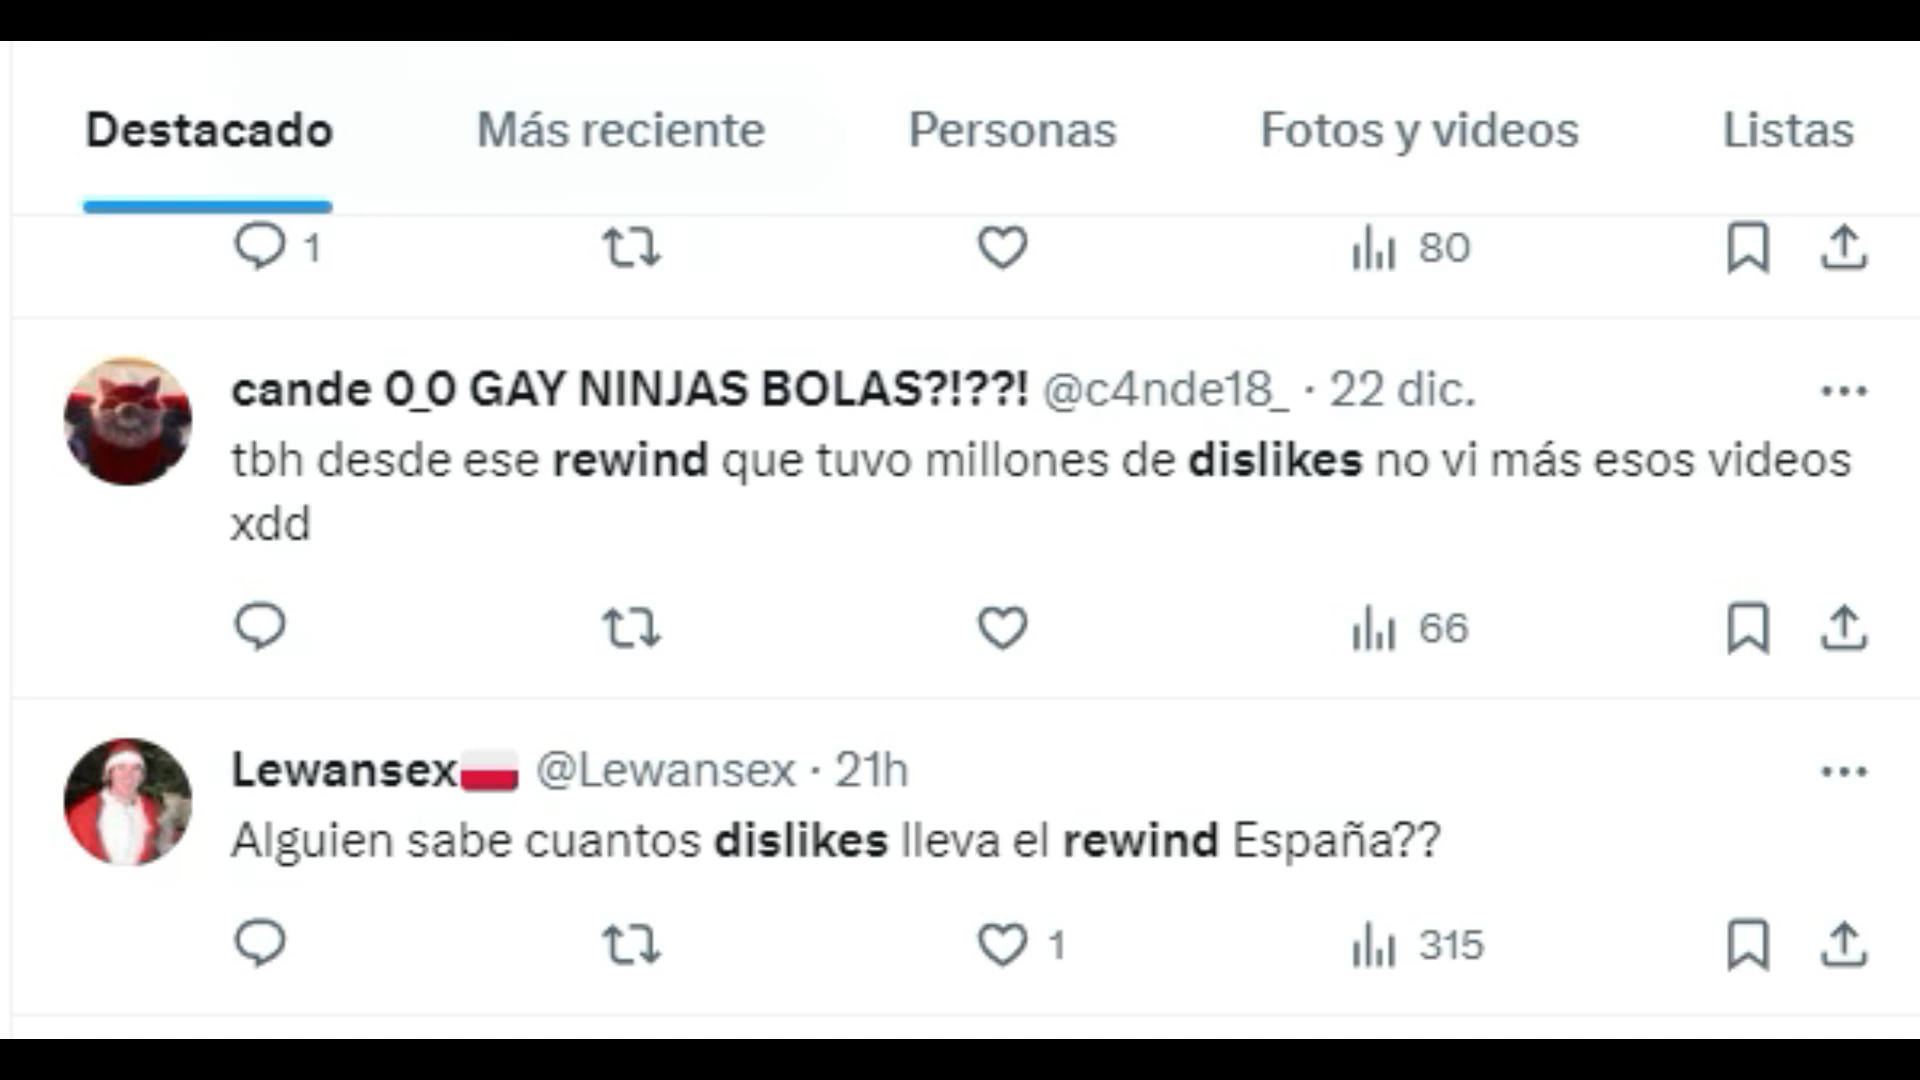 Destacado Más reciente Personas Fotos y videos Listas
1 80
cande 0_0 GAY NINJAS BOLAS?!??! @c4nde18_ · 22 dic.
tbh desde ese rewind que tuvo millones de dislikes no vi más esos videos
xdd
66
Lewansex @Lewansex · 21h
Alguien sabe cuantos dislikes lleva el rewind España??
1 315